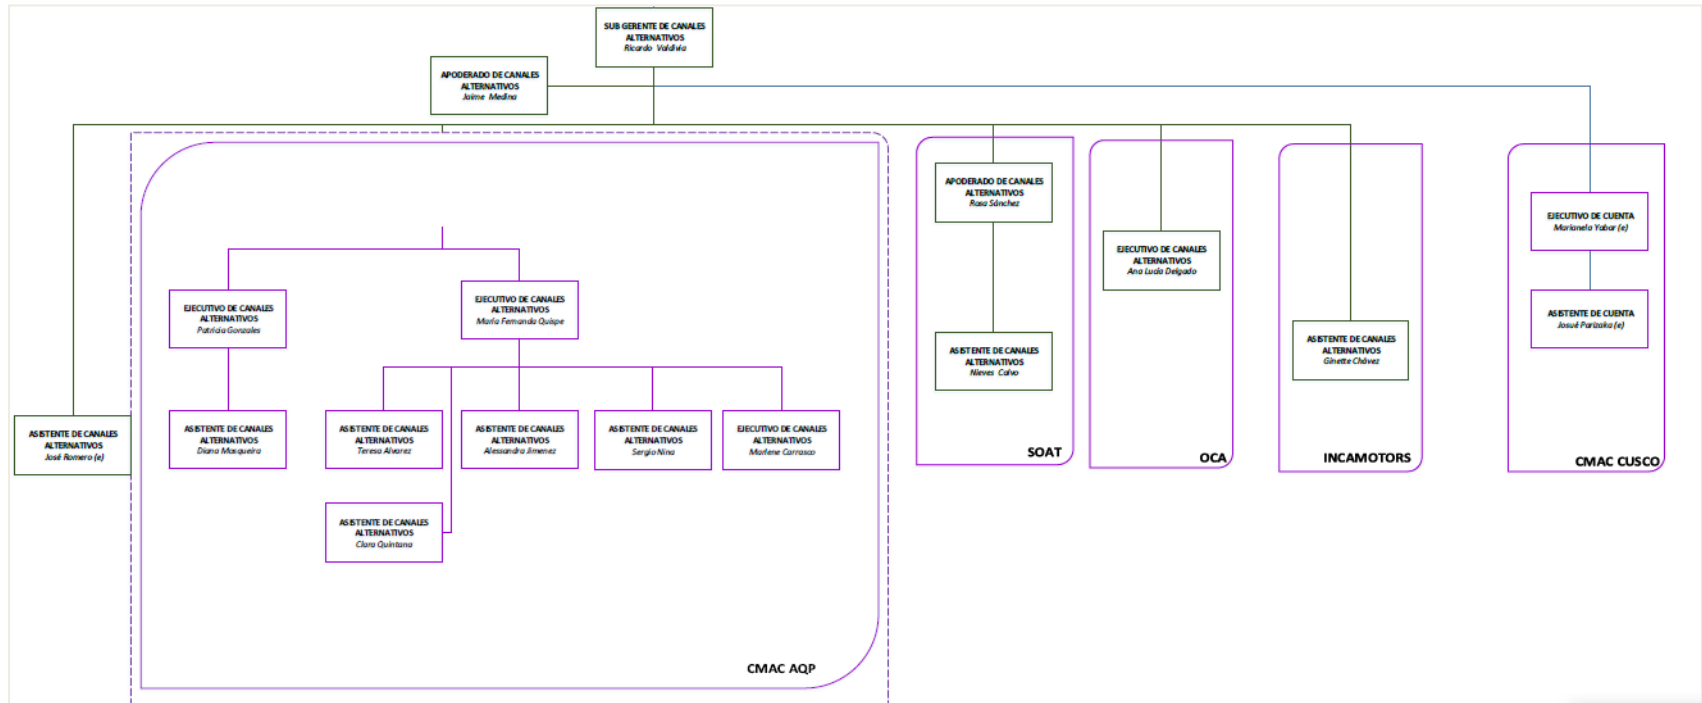 SUB GERENTE DE CANALES
ALTERNATIVOS
Ricardo Valdivia
APODERADO DE CANALES
ALTERNATIVOS
Jaime Medina
APODERADO DE CANALES
ALTERNATIVOS
Rosa Sánchez
EJECUTIVO DE CUENTA
Marianela Yabar (e)
EJECUTIVO DE CANALES
ALTERNATIVOS
Ana Lucía Delgado
EJECUTIVO DE CANALES
ALTERNATIVOS
Patricia Gonzales
EJECUTIVO DE CANALES
ALTERNATIVOS
María Fernanda Quispe
ASISTENTE DE CUENTA
Josué Parizaka (e)
ASISTENTE DE CANALES
ALTERNATIVOS
Nieves Calvo
ASISTENTE DE CANALES
ALTERNATIVOS
Ginette Chávez
ASISTENTE DE CANALES
ALTERNATIVOS
José Romero (e)
ASISTENTE DE CANALES
ALTERNATIVOS
Diana Mosqueira
ASISTENTE DE CANALES
ALTERNATIVOS
Teresa Alvarez
ASISTENTE DE CANALES
ALTERNATIVOS
Alessandra Jimenez
ASISTENTE DE CANALES
ALTERNATIVOS
Sergio Nina
EJECUTIVO DE CANALES
ALTERNATIVOS
Marlene Carrasco
SOAT
OCA
INCAMOTORS
CMAC CUSCO
ASISTENTE DE CANALES
ALTERNATIVOS
Clara Quintana
CMAC AQP